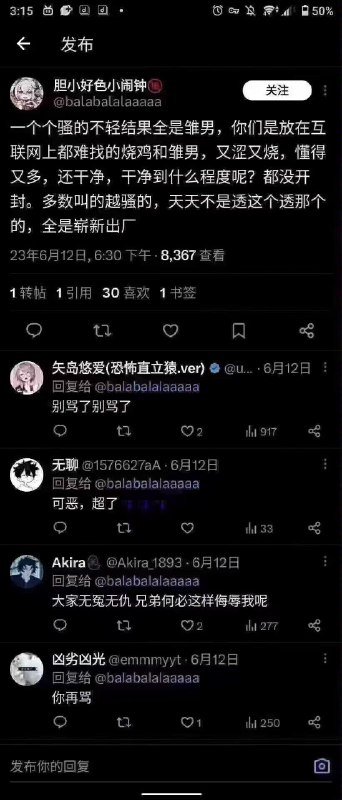 3:15
50%
发布
胆小好色小闹钟
@balabalalaaaaa
关注
一个个骚的不轻结果全是雏男，你们是放在互
联网上都难找的烧鸡和雏男，又涩又烧，懂得
又多，还干净，干净到什么程度呢？都没开
封。多数叫的越骚的，天天不是透这个透那个
的，全是崭新出厂
23年6月12日, 6:30 下午 · 8,367 查看
1 转帖 1 引用 30 喜欢 1 书签
矢岛悠爱(恐怖直立猿.ver) @u... · 6月12日
回复给 @balabalalaaaaa
别骂了别骂了
2 917
无聊 @1576627aA · 6月12日
回复给 @balabalalaaaaa
可恶，超了
33
Akira @Akira_1893 · 6月12日
回复给 @balabalalaaaaa
大家无冤无仇 兄弟何必这样侮辱我呢
2 277
凶劣凶光 @emmmyyt · 6月12日
回复给 @balabalalaaaaa
你再骂
1 250
发布你的回复